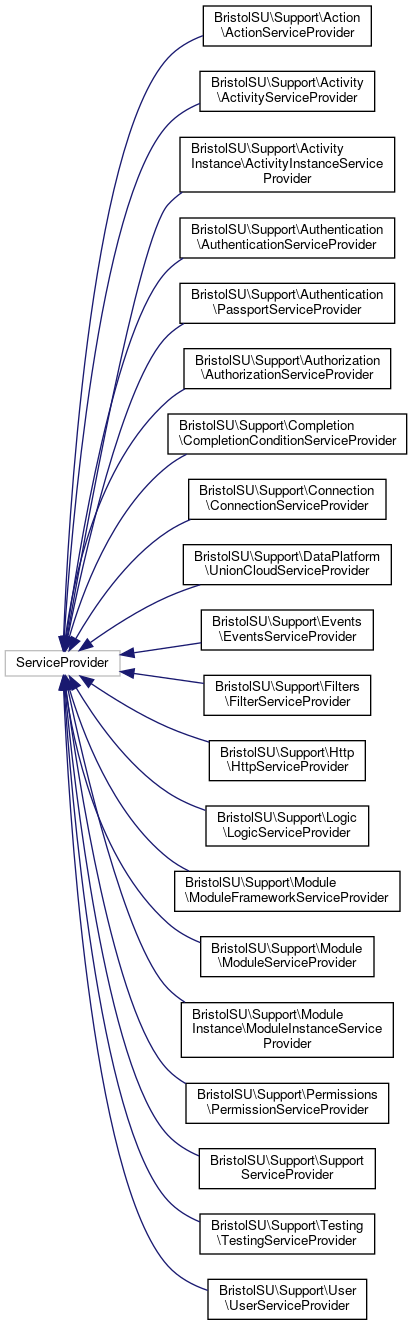 BristolSU\Support\Action
\ActionServiceProvider
BristolSU\Support\Activity
\ActivityServiceProvider
BristolSU\Support\Activity
Instance\ActivityInstanceService
Provider
BristolSU\Support\Authentication
\AuthenticationServiceProvider
BristolSU\Support\Authentication
\PassportServiceProvider
BristolSU\Support\Authorization
\AuthorizationServiceProvider
BristolSU\Support\Completion
\CompletionConditionServiceProvider
BristolSU\Support\Connection
\ConnectionServiceProvider
BristolSU\Support\DataPlatform
\UnionCloudServiceProvider
BristolSU\Support\Events
\EventsServiceProvider
ServiceProvider
BristolSU\Support\Filters
\FilterServiceProvider
BristolSU\Support\Http
\HttpServiceProvider
BristolSU\Support\Logic
\LogicServiceProvider
BristolSU\Support\Module
\ModuleFrameworkServiceProvider
BristolSU\Support\Module
\ModuleServiceProvider
BristolSU\Support\Module
Instance\ModuleInstanceService
Provider
BristolSU\Support\Permissions
\PermissionServiceProvider
BristolSU\Support\Support
ServiceProvider
BristolSU\Support\Testing
\TestingServiceProvider
BristolSU\Support\User
\UserServiceProvider